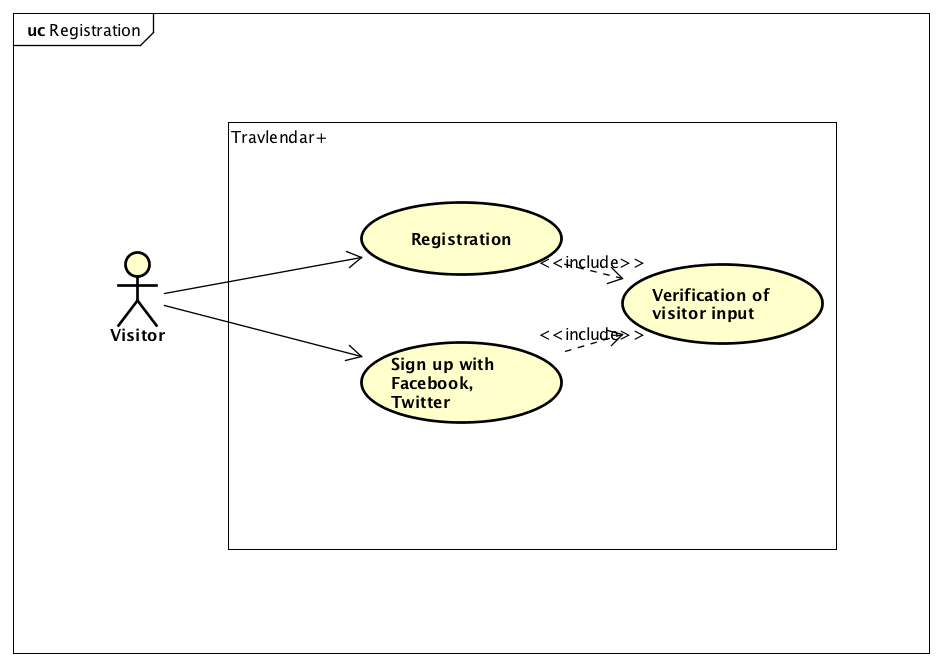 uc Registration
Travlendar+
Registration
<<include>>
Verification of
visitor input
Visitor
<<include>>
Sign up with
Facebook,
Twitter